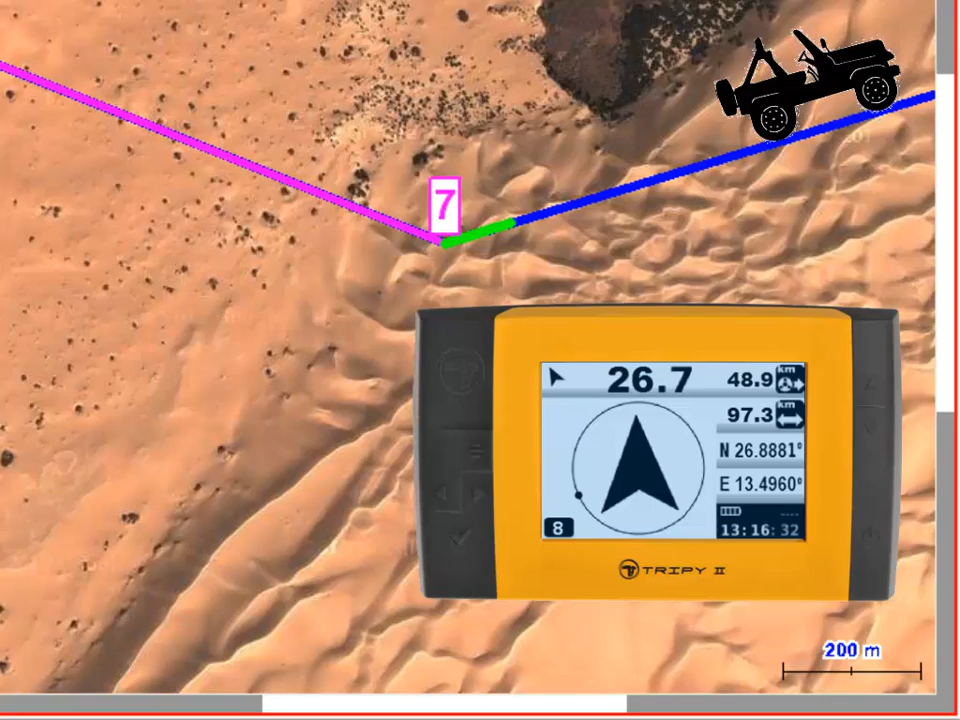 7
26.7
48.9 km
97.3 km
N 26.8881°
E 13.4960°
8
----
13:16:32
TRIPY II
200 m